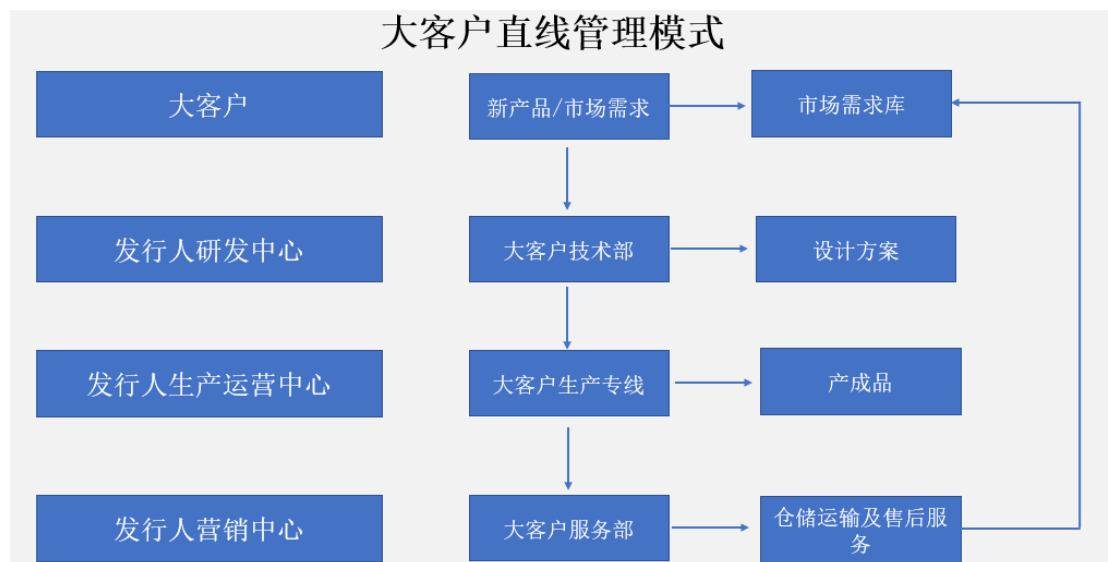 大客户直线管理模式
大客户
新产品/市场需求
市场需求库
发行人研发中心
大客户技术部
设计方案
发行人生产运营中心
大客户生产专线
产成品
发行人营销中心
大客户服务部
仓储运输及售后服
务